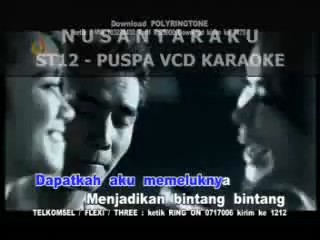 Download POLYRINGTONE
NUSANTARAKU
ST12 - PUSPA VCD KARAOKE
Dapatkah aku memeluknya
Menjadikan bintang bintang
TELKOMSEL / FLEXI / THREE : ketik RING ON 0717006 kirim ke 1212